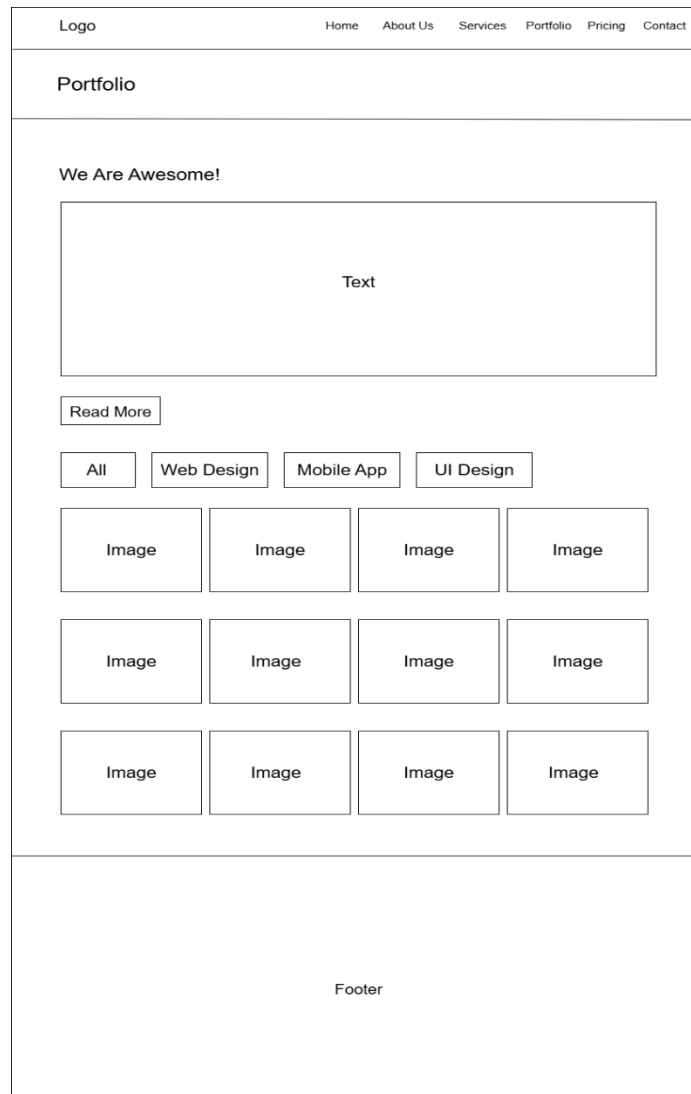 Logo Home About Us Services Portfolio Pricing Contact
Portfolio
We Are Awesome!
Text
Read More
All Web Design Mobile App UI Design
Image Image Image Image
Image Image Image Image
Image Image Image Image
Footer